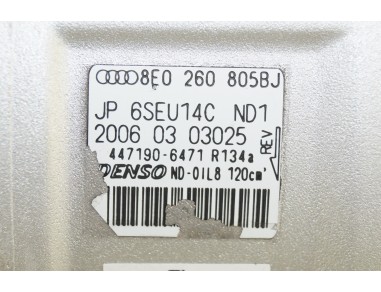 8E0 260 805BJ
JP 6SEU14C ND1
2006 03 03025
REV
447190-6471 R134a
DENSO ND-OIL8 120cm³